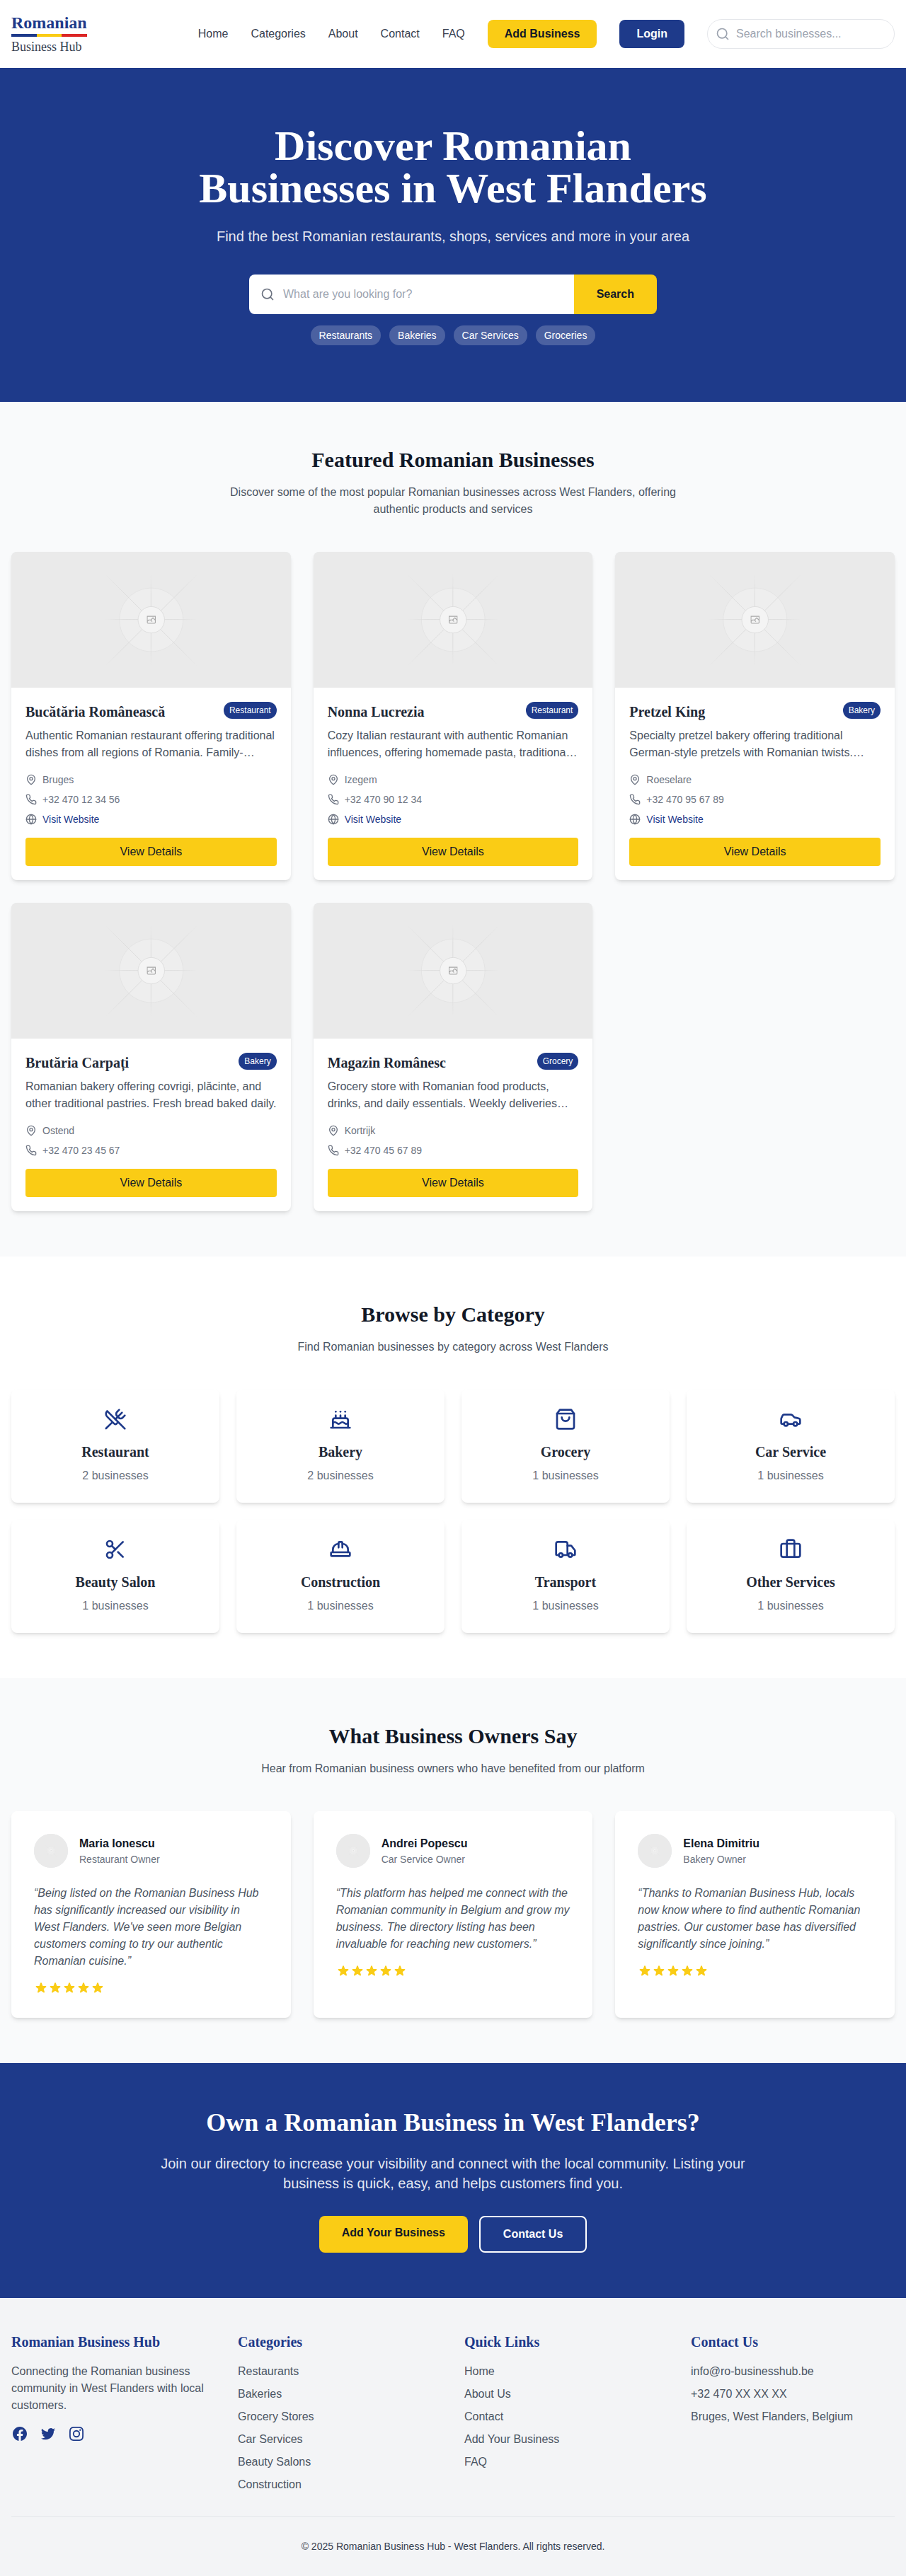 Romanian
Business Hub
Home
Categories
About
Contact
FAQ
Add Business
Login
Search businesses...
Discover Romanian
Businesses in West Flanders
Find the best Romanian restaurants, shops, services and more in your area
What are you looking for?
Search
Restaurants
Bakeries
Car Services
Groceries
Featured Romanian Businesses
Discover some of the most popular Romanian businesses across West Flanders, offering
authentic products and services
Bucătăria Românească
Restaurant
Authentic Romanian restaurant offering traditional
dishes from all regions of Romania. Family-…
Bruges
+32 470 12 34 56
Visit Website
View Details
Nonna Lucrezia
Restaurant
Cozy Italian restaurant with authentic Romanian
influences, offering homemade pasta, traditiona…
Izegem
+32 470 90 12 34
Visit Website
View Details
Pretzel King
Bakery
Specialty pretzel bakery offering traditional
German-style pretzels with Romanian twists.…
Roeselare
+32 470 95 67 89
Visit Website
View Details
Brutăria Carpați
Bakery
Romanian bakery offering covrigi, plăcinte, and
other traditional pastries. Fresh bread baked daily.
Ostend
+32 470 23 45 67
View Details
Magazin Românesc
Grocery
Grocery store with Romanian food products,
drinks, and daily essentials. Weekly deliveries…
Kortrijk
+32 470 45 67 89
View Details
Browse by Category
Find Romanian businesses by category across West Flanders
Restaurant
2 businesses
Bakery
2 businesses
Grocery
1 businesses
Car Service
1 businesses
Beauty Salon
1 businesses
Construction
1 businesses
Transport
1 businesses
Other Services
1 businesses
What Business Owners Say
Hear from Romanian business owners who have benefited from our platform
Maria Ionescu
Restaurant Owner
“Being listed on the Romanian Business Hub
has significantly increased our visibility in
West Flanders. We've seen more Belgian
customers coming to try our authentic
Romanian cuisine.”
Andrei Popescu
Car Service Owner
“This platform has helped me connect with the
Romanian community in Belgium and grow my
business. The directory listing has been
invaluable for reaching new customers.”
Elena Dimitriu
Bakery Owner
“Thanks to Romanian Business Hub, locals
now know where to find authentic Romanian
pastries. Our customer base has diversified
significantly since joining.”
Own a Romanian Business in West Flanders?
Join our directory to increase your visibility and connect with the local community. Listing your
business is quick, easy, and helps customers find you.
Add Your Business
Contact Us
Romanian Business Hub
Connecting the Romanian business
community in West Flanders with local
customers.
Categories
Restaurants
Bakeries
Grocery Stores
Car Services
Beauty Salons
Construction
Quick Links
Home
About Us
Contact
Add Your Business
FAQ
Contact Us
info@ro-businesshub.be
+32 470 XX XX XX
Bruges, West Flanders, Belgium
© 2025 Romanian Business Hub - West Flanders. All rights reserved.